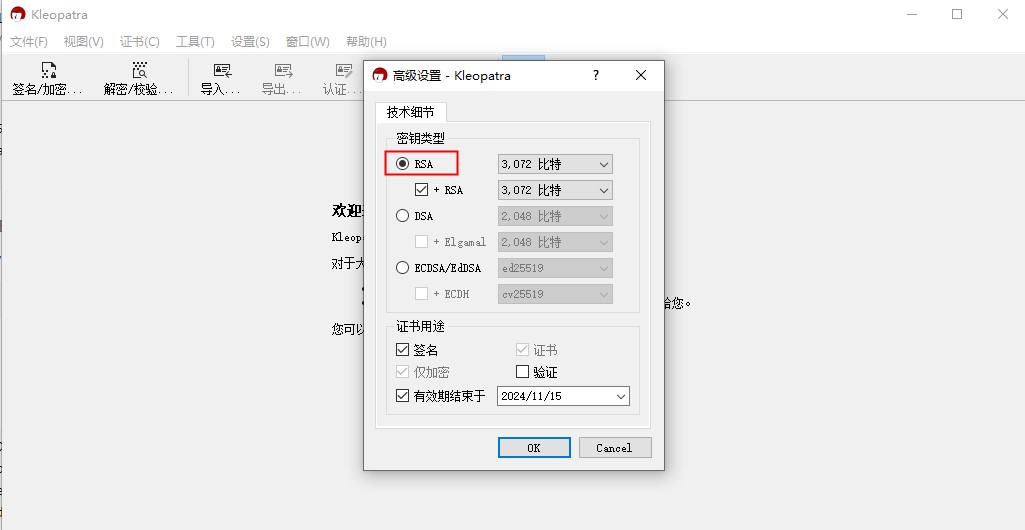 Kleopatra
文件(F) 视图(V) 证书(C) 工具(T) 设置(S) 窗口(W) 帮助(H)
签名/加密... 解密/校验... 导入... 导出... 认证...
高级设置 - Kleopatra ?
技术细节
密钥类型
RSA 3,072 比特
+ RSA 3,072 比特
DSA 2,048 比特
+ Elgamal 2,048 比特
ECDSA/EdDSA ed25519
+ ECDH cv25519
证书用途
签名 证书
仅加密 验证
有效期结束于 2024/11/15
OK Cancel
欢迎
Kleop
对于大
给您。
您可以